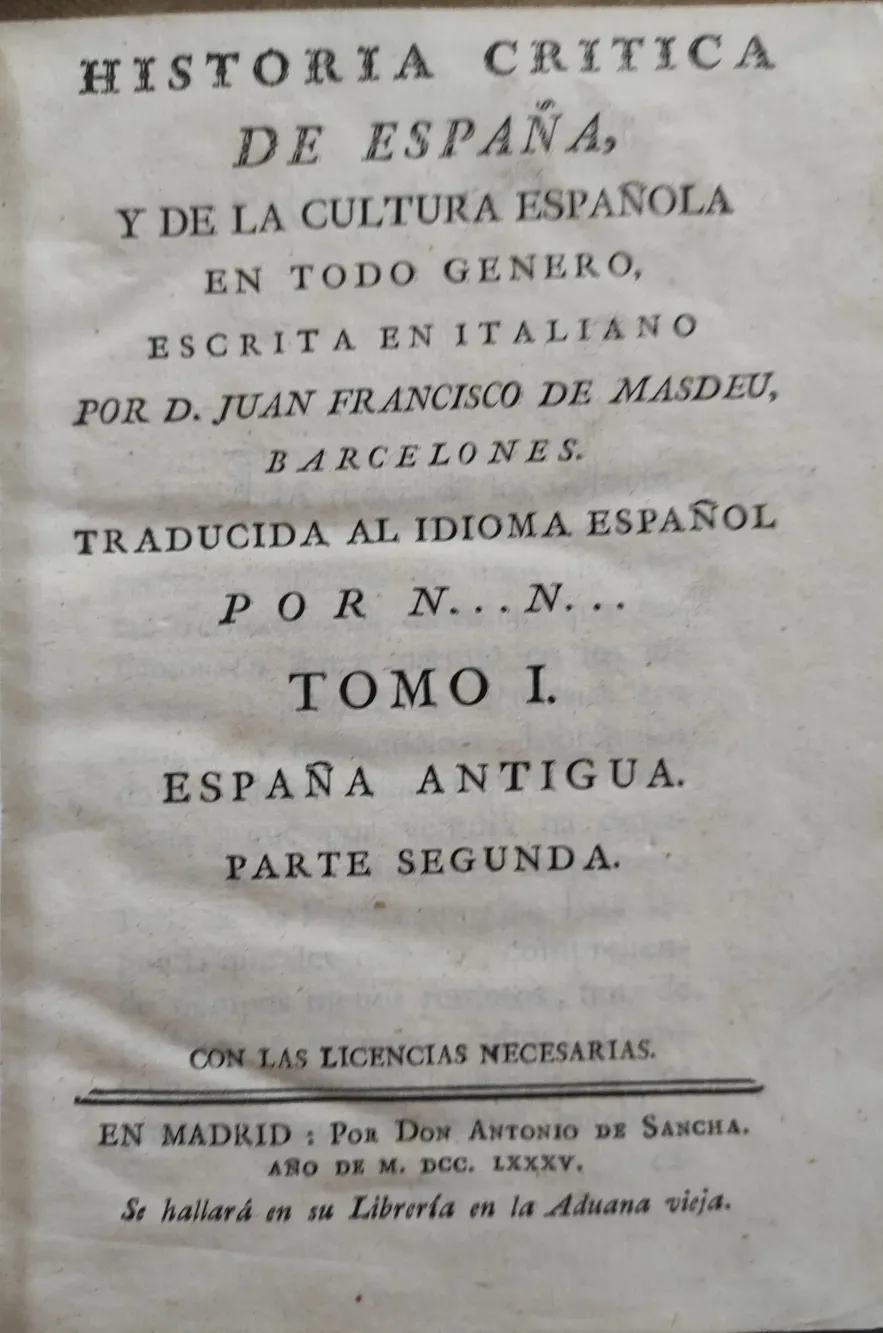 HISTORIA CRITICA
DE ESPAÑA,
Y DE LA CULTURA ESPAÑOLA
EN TODO GENERO,
ESCRITA EN ITALIANO
POR D. JUAN FRANCISCO DE MASDEU,
BARCELONES.
TRADUCIDA AL IDIOMA ESPAÑOL
POR N... N...
TOMO I.
ESPAÑA ANTIGUA.
PARTE SEGUNDA.
CON LAS LICENCIAS NECESARIAS.
EN MADRID : POR DON ANTONIO DE SANCHA.
AÑO DE M. DCC. LXXXV.
Se hallará en su Librería en la Aduana vieja.